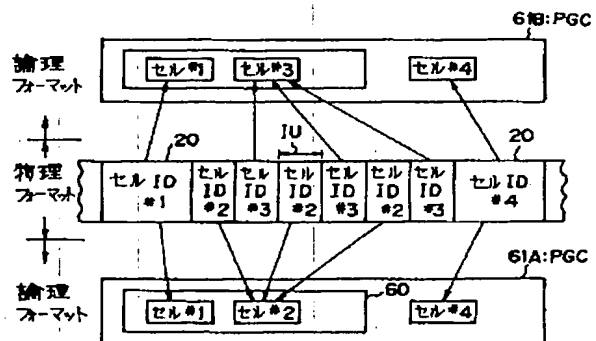 61B:PGC
論理
フォーマット
セル#1
セル#3
セル#4
20
IU
20
物理
フォーマット
セル ID
#1
セル
ID
#2
セル
ID
#3
セル
ID
#2
セル
ID
#3
セル
ID
#2
セル
ID
#3
セル ID
#4
61A:PGC
論理
フォーマット
60
セル#1
セル#2
セル#4